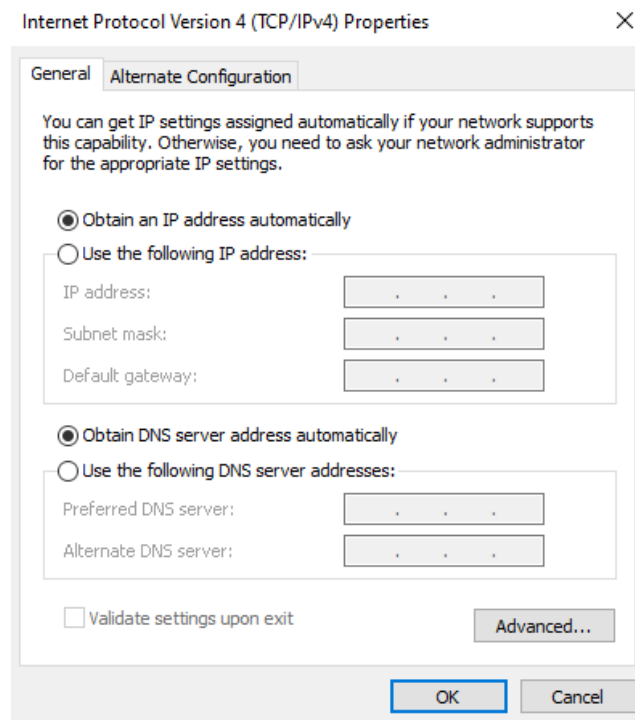 Internet Protocol Version 4 (TCP/IPv4) Properties
General
Alternate Configuration
You can get IP settings assigned automatically if your network supports
this capability. Otherwise, you need to ask your network administrator
for the appropriate IP settings.
Obtain an IP address automatically
Use the following IP address:
IP address:
Subnet mask:
Default gateway:
Obtain DNS server address automatically
Use the following DNS server addresses:
Preferred DNS server:
Alternate DNS server:
Validate settings upon exit
Advanced...
OK
Cancel